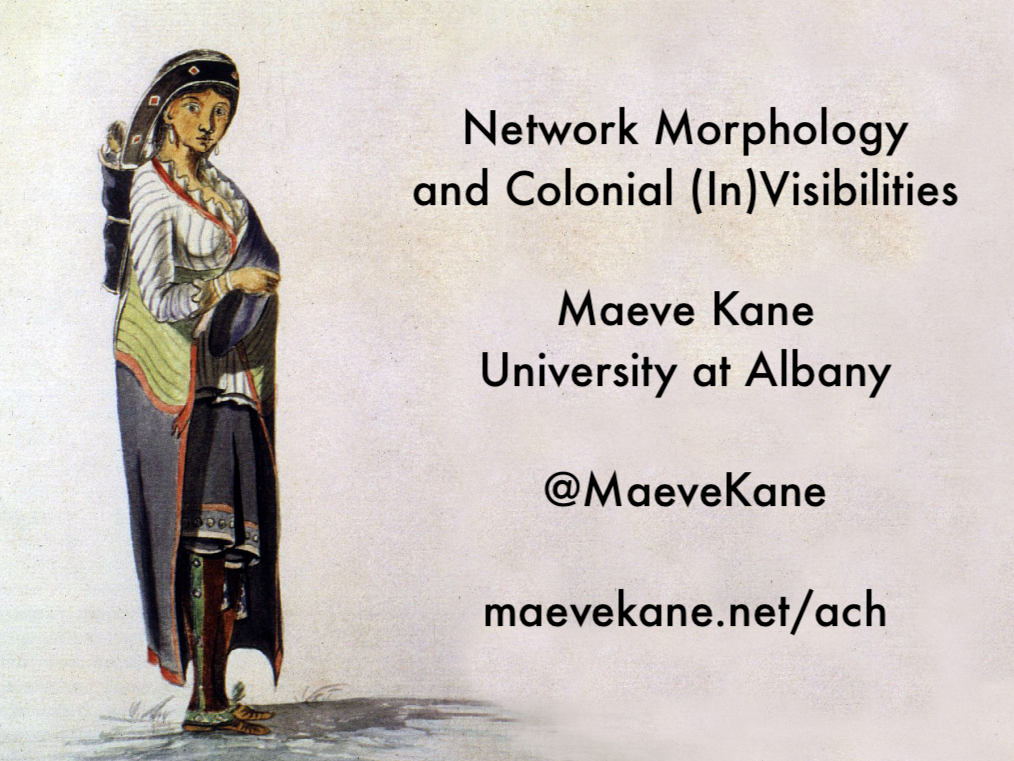 Network Morphology
and Colonial (In)Visibilities
Maeve Kane
University at Albany
@MaeveKane
maevekane.net/ach